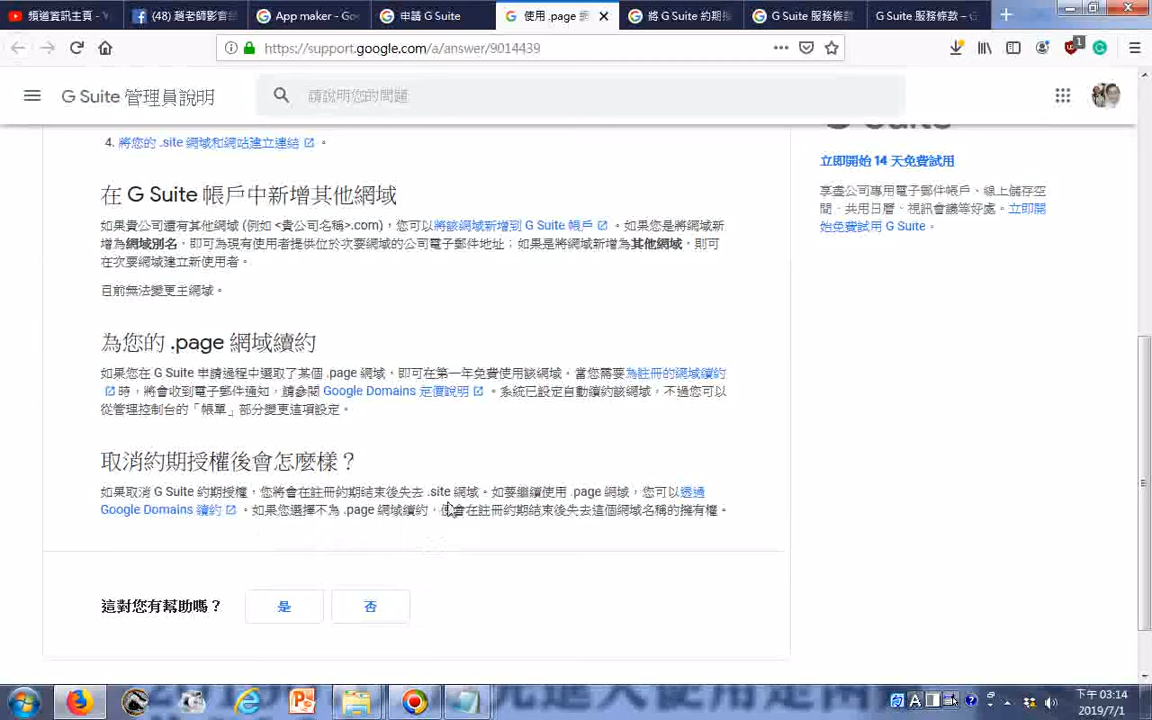 頻道資訊主頁 - Y
(48) 趙老師影音
App maker - Go
申請 G Suite
使用 .page 網
將 G Suite 約期
G Suite 服務條款
G Suite 服務條款 –
https://support.google.com/a/answer/9014439
1
G Suite 管理員說明
請說明您的問題
4. 將您的 .site 網域和網站建立連結 。
在 G Suite 帳戶中新增其他網域
如果貴公司還有其他網域 (例如 <貴公司名稱>.com)，您可以將該網域新增到 G Suite 帳戶 。如果您是將網域新
增為網域別名，即可為現有使用者提供位於次要網域的公司電子郵件地址；如果是將網域新增為其他網域，則可
在次要網域建立新使用者。
目前無法變更主網域。
為您的 .page 網域續約
如果您在 G Suite 申請過程中選取了某個 .page 網域，即可在第一年免費使用該網域。當您需要為註冊的網域續約
時，將會收到電子郵件通知，請參閱 Google Domains 定價說明 。系統已設定自動續約該網域，不過您可以
從管理控制台的「帳單」部分變更這項設定。
取消約期授權後會怎麼樣？
如果取消 G Suite 約期授權，您將會在註冊約期結束後失去 .site 網域。如要繼續使用 .page 網域，您可以透過
Google Domains 續約 。如果您選擇不為 .page 網域續約，便會在註冊約期結束後失去這個網域名稱的擁有權。
這對您有幫助嗎？
是
否
G Suite
立即開始 14 天免費試用
享盡公司專用電子郵件帳戶、線上儲存空
間、共用日曆、視訊會議等好處。立即開
始免費試用 G Suite。
下午 03:14
2019/7/1